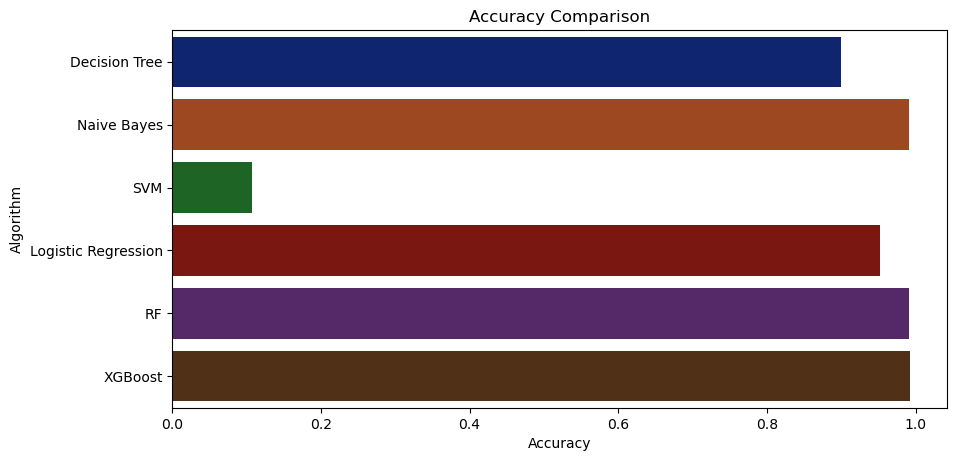 Accuracy Comparison
Decision Tree
Naive Bayes
SVM
Logistic Regression
RF
XGBoost
Algorithm
0.0 0.2 0.4 0.6 0.8 1.0
Accuracy